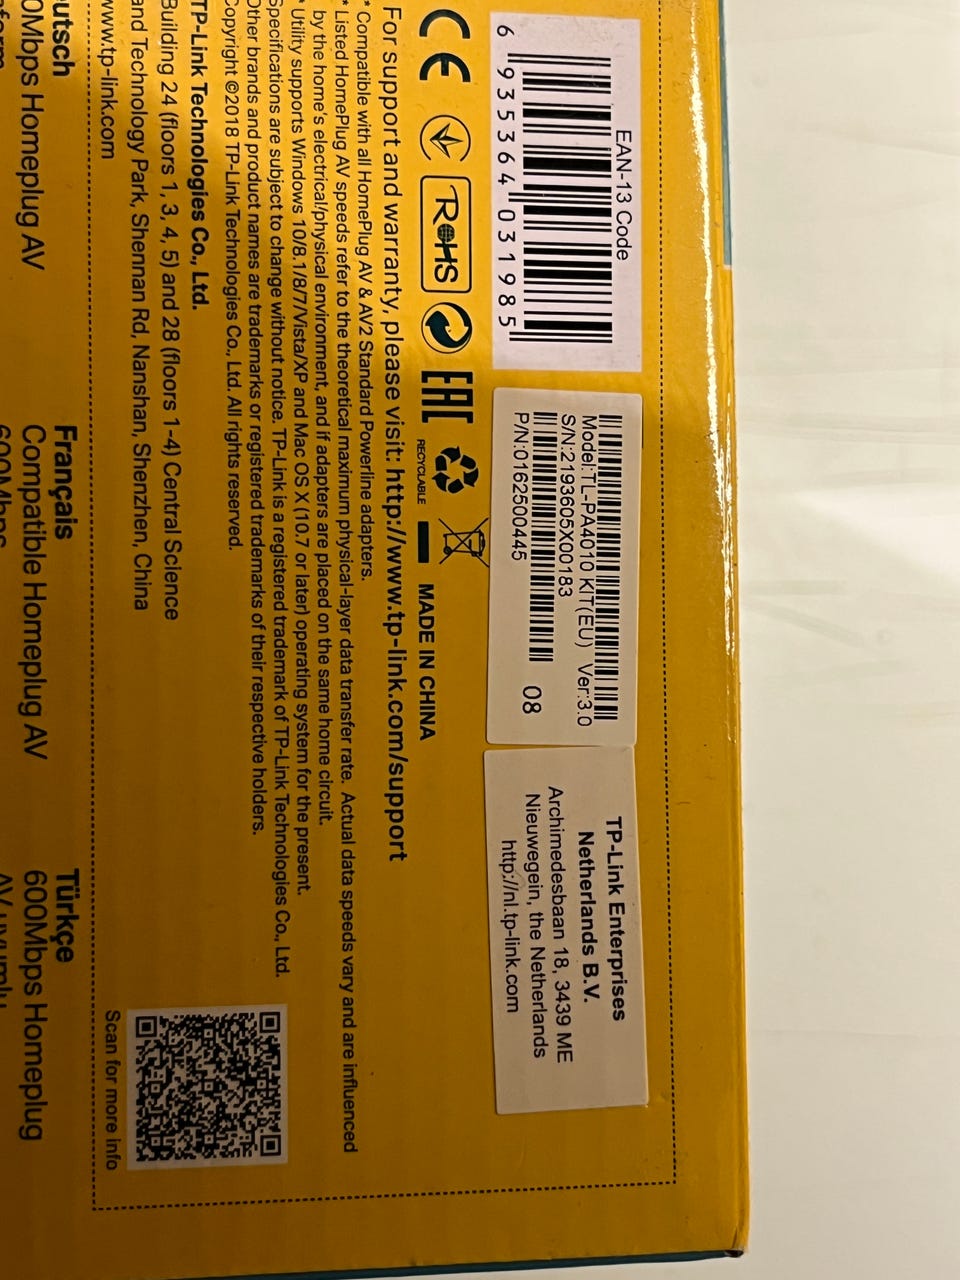 EAN-13 Code
6 935364 031985
Model:TL-PA4010 KIT(EU) Ver:3.0
S/N:2193605X00183
P/N:0162500445
08
TP-Link Enterprises
Netherlands B.V.
Archimedesbaan 18, 3439 ME
Nieuwegein, the Netherlands
http://nl.tp-link.com
CE
RoHS
EAC
RECYCLABLE
MADE IN CHINA
For support and warranty, please visit: http://www.tp-link.com/support
* Compatible with all HomePlug AV & AV2 Standard Powerline adapters.
* Listed HomePlug AV speeds refer to the theoretical maximum physical-layer data transfer rate. Actual data speeds vary and are influenced
by the home's electrical/physical environment, and if adapters are placed on the same home circuit.
* Utility supports Windows 10/8.1/8/7/Vista/XP and Mac OS X (10.7 or later) operating system for the present.
Specifications are subject to change without notice. TP-Link is a registered trademark of TP-Link Technologies Co., Ltd.
Other brands and product names are trademarks or registered trademarks of their respective holders.
Copyright ©2018 TP-Link Technologies Co., Ltd. All rights reserved.
TP-Link Technologies Co., Ltd.
Building 24 (floors 1, 3, 4, 5) and 28 (floors 1-4) Central Science
and Technology Park, Shennan Rd, Nanshan, Shenzhen, China
www.tp-link.com
Scan for more info
eutsch
0Mbps Homeplug AV
Français
Compatible Homeplug AV
600Mbps
Türkçe
600Mbps Homeplug